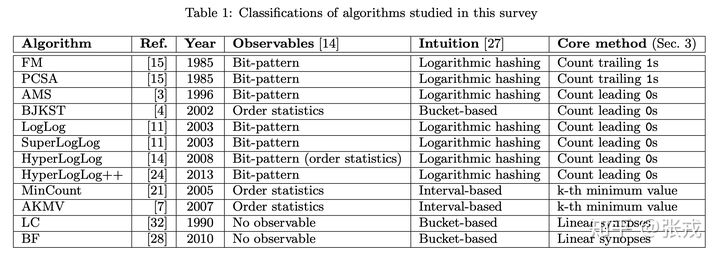 Table 1: Classifications of algorithms studied in this survey
Algorithm Ref. Year Observables [14] Intuition [27] Core method (Sec. 3)
FM [15] 1985 Bit-pattern Logarithmic hashing Count trailing 1s
PCSA [15] 1985 Bit-pattern Logarithmic hashing Count trailing 1s
AMS [3] 1996 Bit-pattern Logarithmic hashing Count leading 0s
BJKST [4] 2002 Order statistics Bucket-based Count leading 0s
LogLog [11] 2003 Bit-pattern Logarithmic hashing Count leading 0s
SuperLogLog [11] 2003 Bit-pattern Logarithmic hashing Count leading 0s
HyperLogLog [14] 2008 Bit-pattern (order statistics) Logarithmic hashing Count leading 0s
HyperLogLog++ [24] 2013 Bit-pattern Logarithmic hashing Count leading 0s
MinCount [21] 2005 Order statistics Interval-based k-th minimum value
AKMV [7] 2007 Order statistics Interval-based k-th minimum value
LC [32] 1990 No observable Bucket-based Linear synopses
BF [28] 2010 No observable Bucket-based Linear synopses
知乎 @张戎